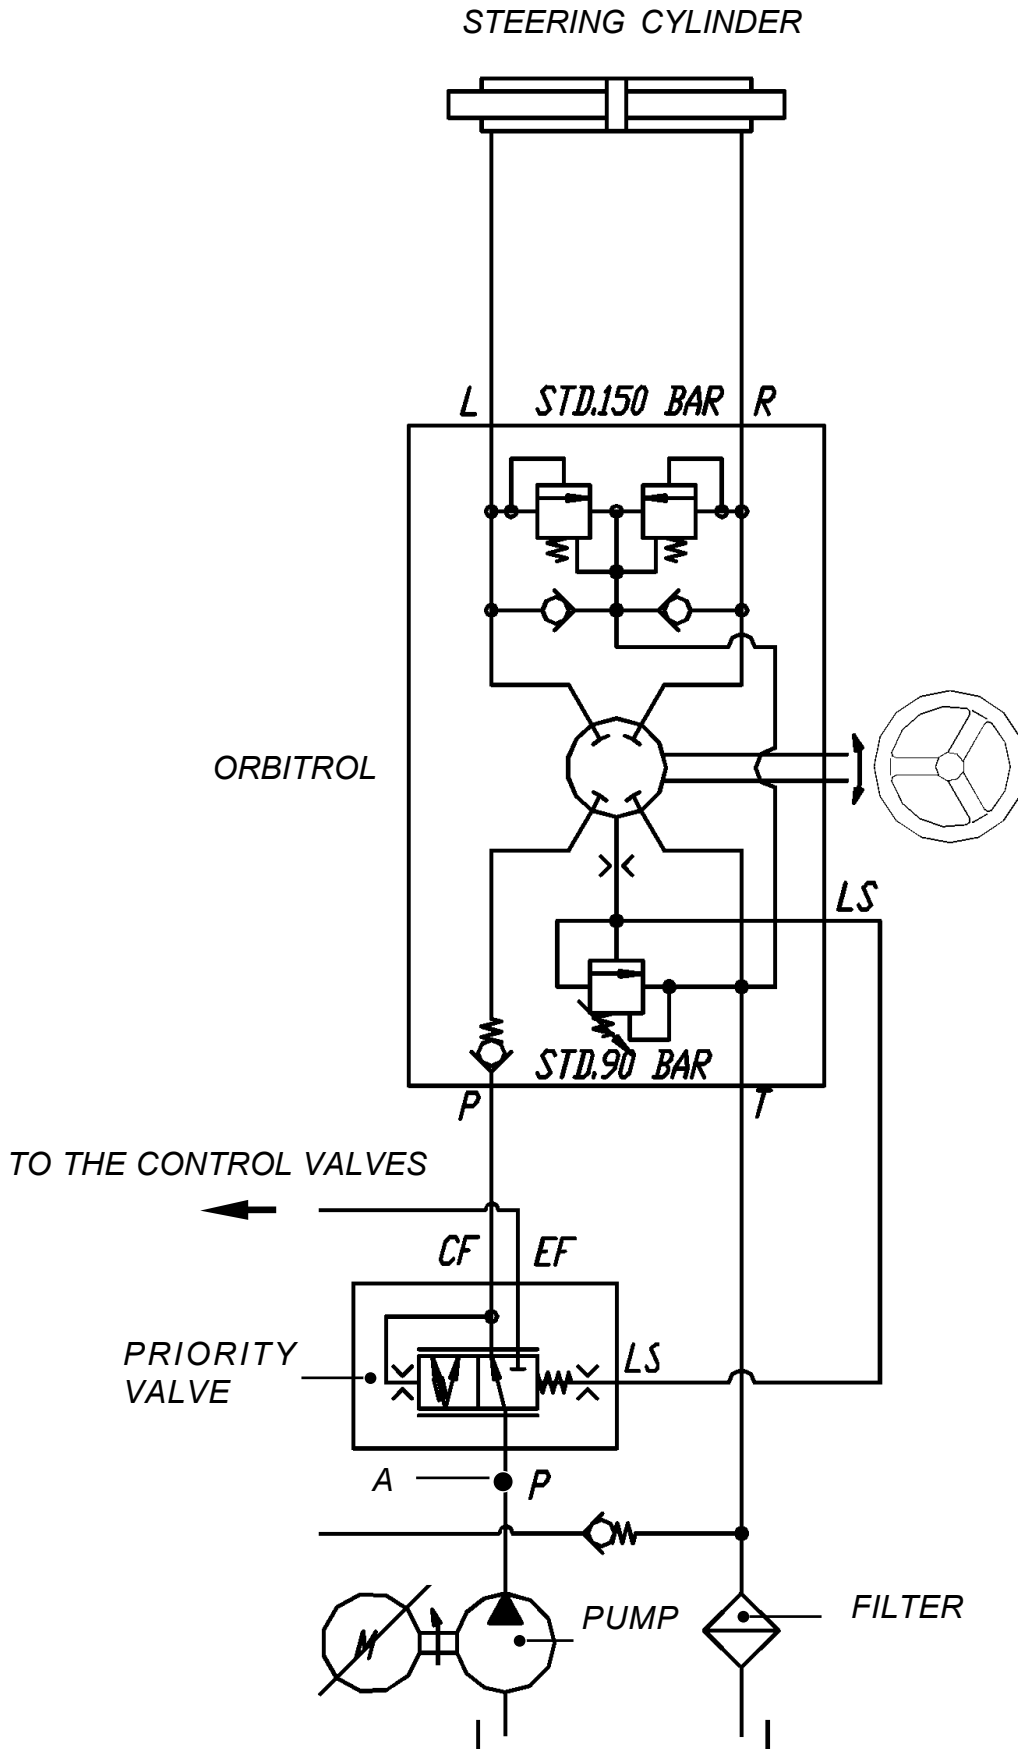 STEERING CYLINDER
L STD.150 BAR R
ORBITROL
LS
STD.90 BAR
P T
TO THE CONTROL VALVES
CF EF
PRIORITY
VALVE
LS
A P
M
PUMP
FILTER